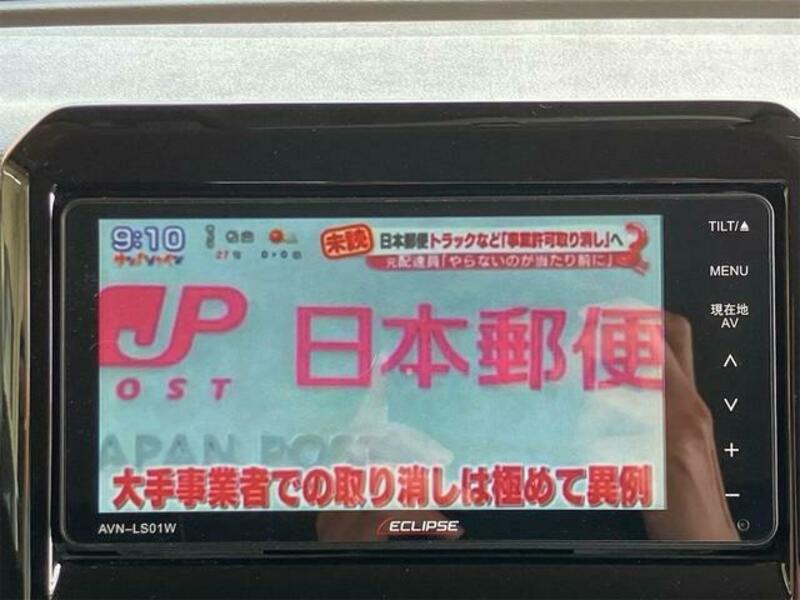 9:10
27
未読
日本郵便トラックなど「事業許可取り消し」へ
元配達員「やらないのが当たり前に」
JP
OST
日本郵便
APAN POST
大手事業者での取り消しは極めて異例
TILT/▲
MENU
現在地
AV
+
−
AVN-LS01W
ECLIPSE